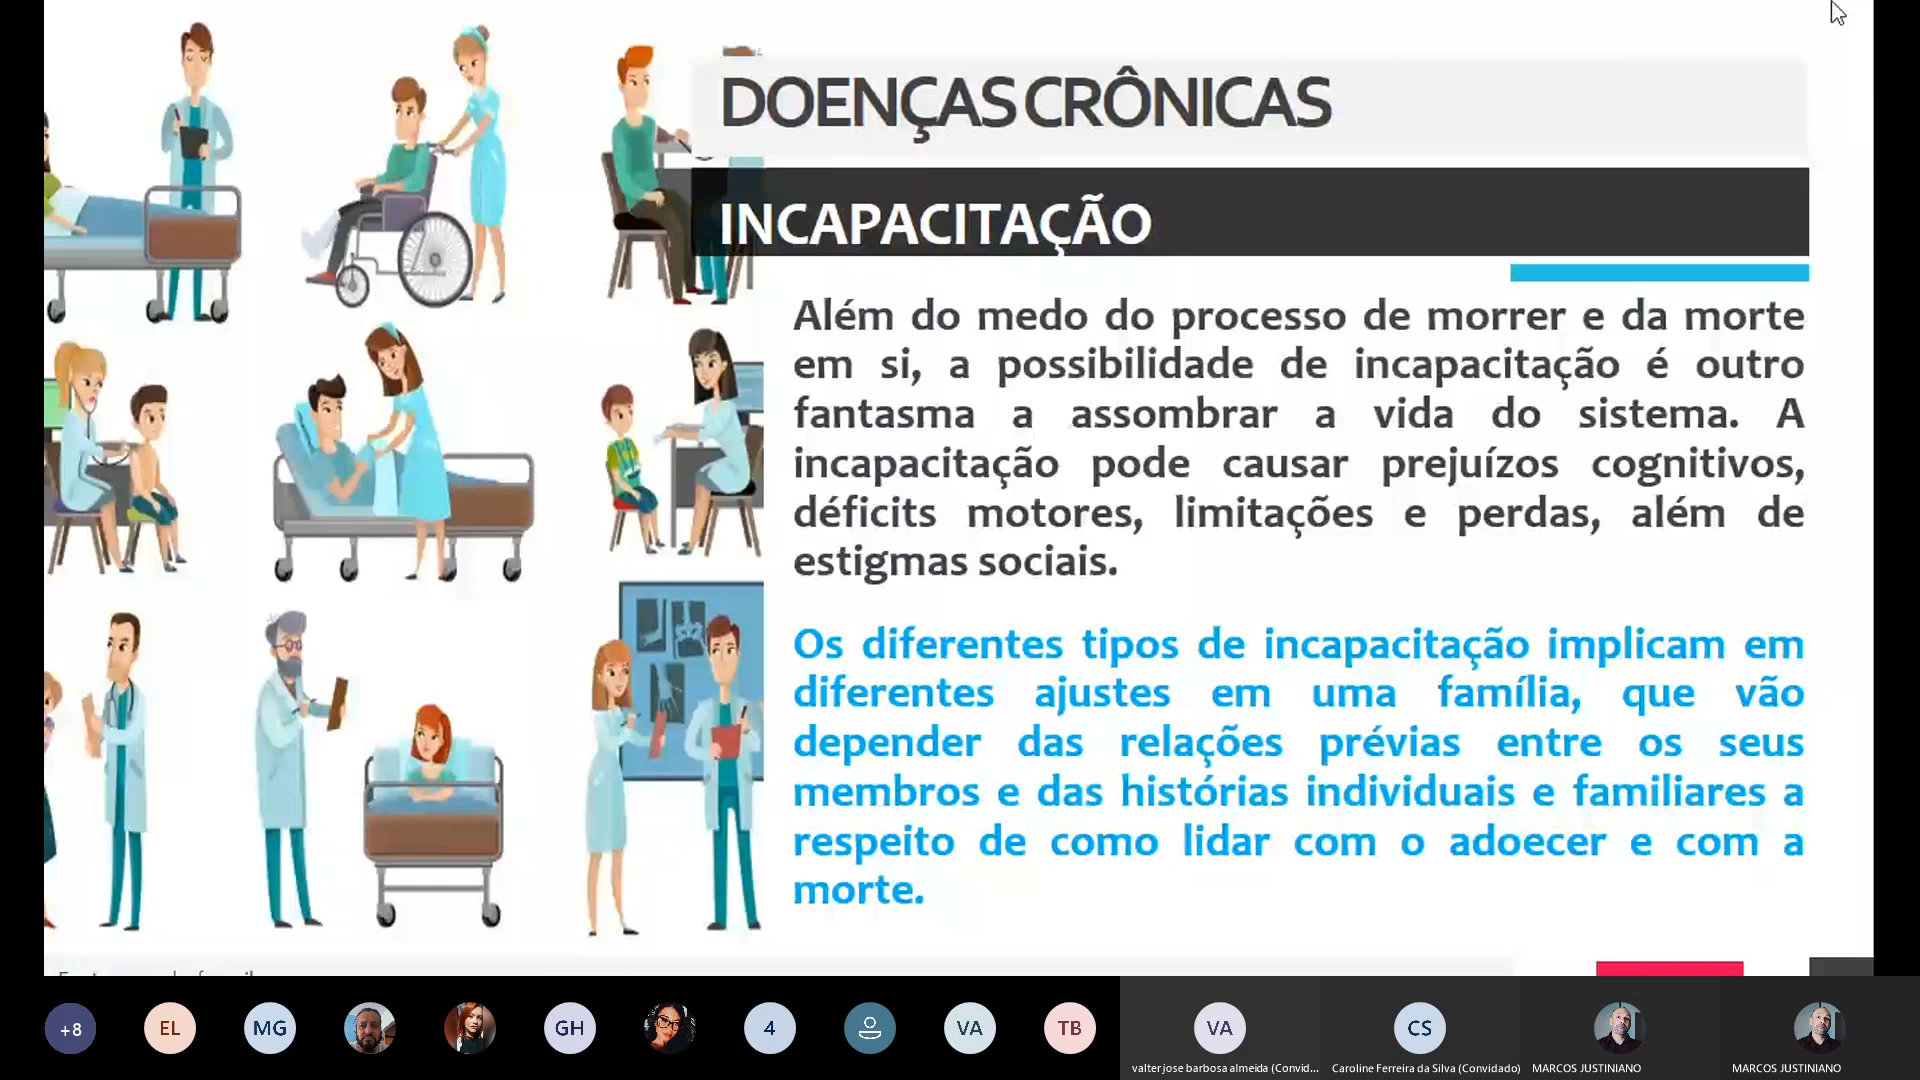 DOENÇAS CRÔNICAS
INCAPACITAÇÃO
Além do medo do processo de morrer e da morte
em si, a possibilidade de incapacitação é outro
fantasma a assombrar a vida do sistema. A
incapacitação pode causar prejuízos cognitivos,
déficits motores, limitações e perdas, além de
estigmas sociais.
Os diferentes tipos de incapacitação implicam em
diferentes ajustes em uma família, que vão
depender das relações prévias entre os seus
membros e das histórias individuais e familiares a
respeito de como lidar com o adoecer e com a
morte.
+8
EL
MG
GH
4
VA
TB
VA
CS
valter jose barbosa almeida (Convid...
Caroline Ferreira da Silva (Convidado)
MARCOS JUSTINIANO
MARCOS JUSTINIANO